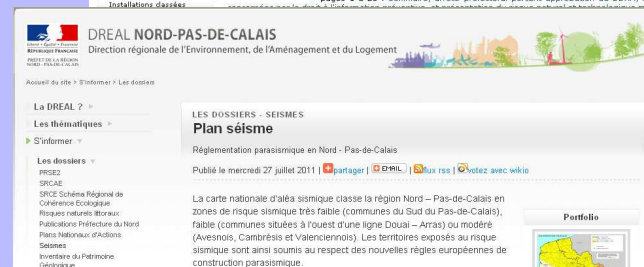 Installations classées
DREAL NORD-PAS-DE-CALAIS
Direction régionale de l'Environnement, de l'Aménagement et du Logement
Liberté • Égalité • Fraternité
RÉPUBLIQUE FRANÇAISE
PRÉFET DE LA RÉGION
NORD - PAS-DE-CALAIS
Accueil du site > S'informer > Les dossiers
La DREAL ?
Les thématiques
S'informer
Les dossiers
PRSE2
SRCAE
SRCE Schéma Régional de
Cohérence Ecologique
Risques naturels littoraux
Publications Préfecture du Nord
Plans Nationaux d'Actions
Seismes
Inventaire du Patrimoine
Géologique
LES DOSSIERS - SEISMES
Plan séisme
Réglementation parasismique en Nord - Pas-de-Calais
Publié le mercredi 27 juillet 2011 | partager | EMAIL | flux rss | votez avec wikio
La carte nationale d'aléa sismique classe la région Nord – Pas-de-Calais en
zones de risque sismique très faible (communes du Sud du Pas-de-Calais),
faible (communes situées à l'ouest d'une ligne Douai – Arras) ou modéré
(Avesnois, Cambrésis et Valenciennois). Les territoires exposés au risque
sismique sont ainsi soumis au respect des nouvelles règles européennes de
construction parasismique.
Portfolio